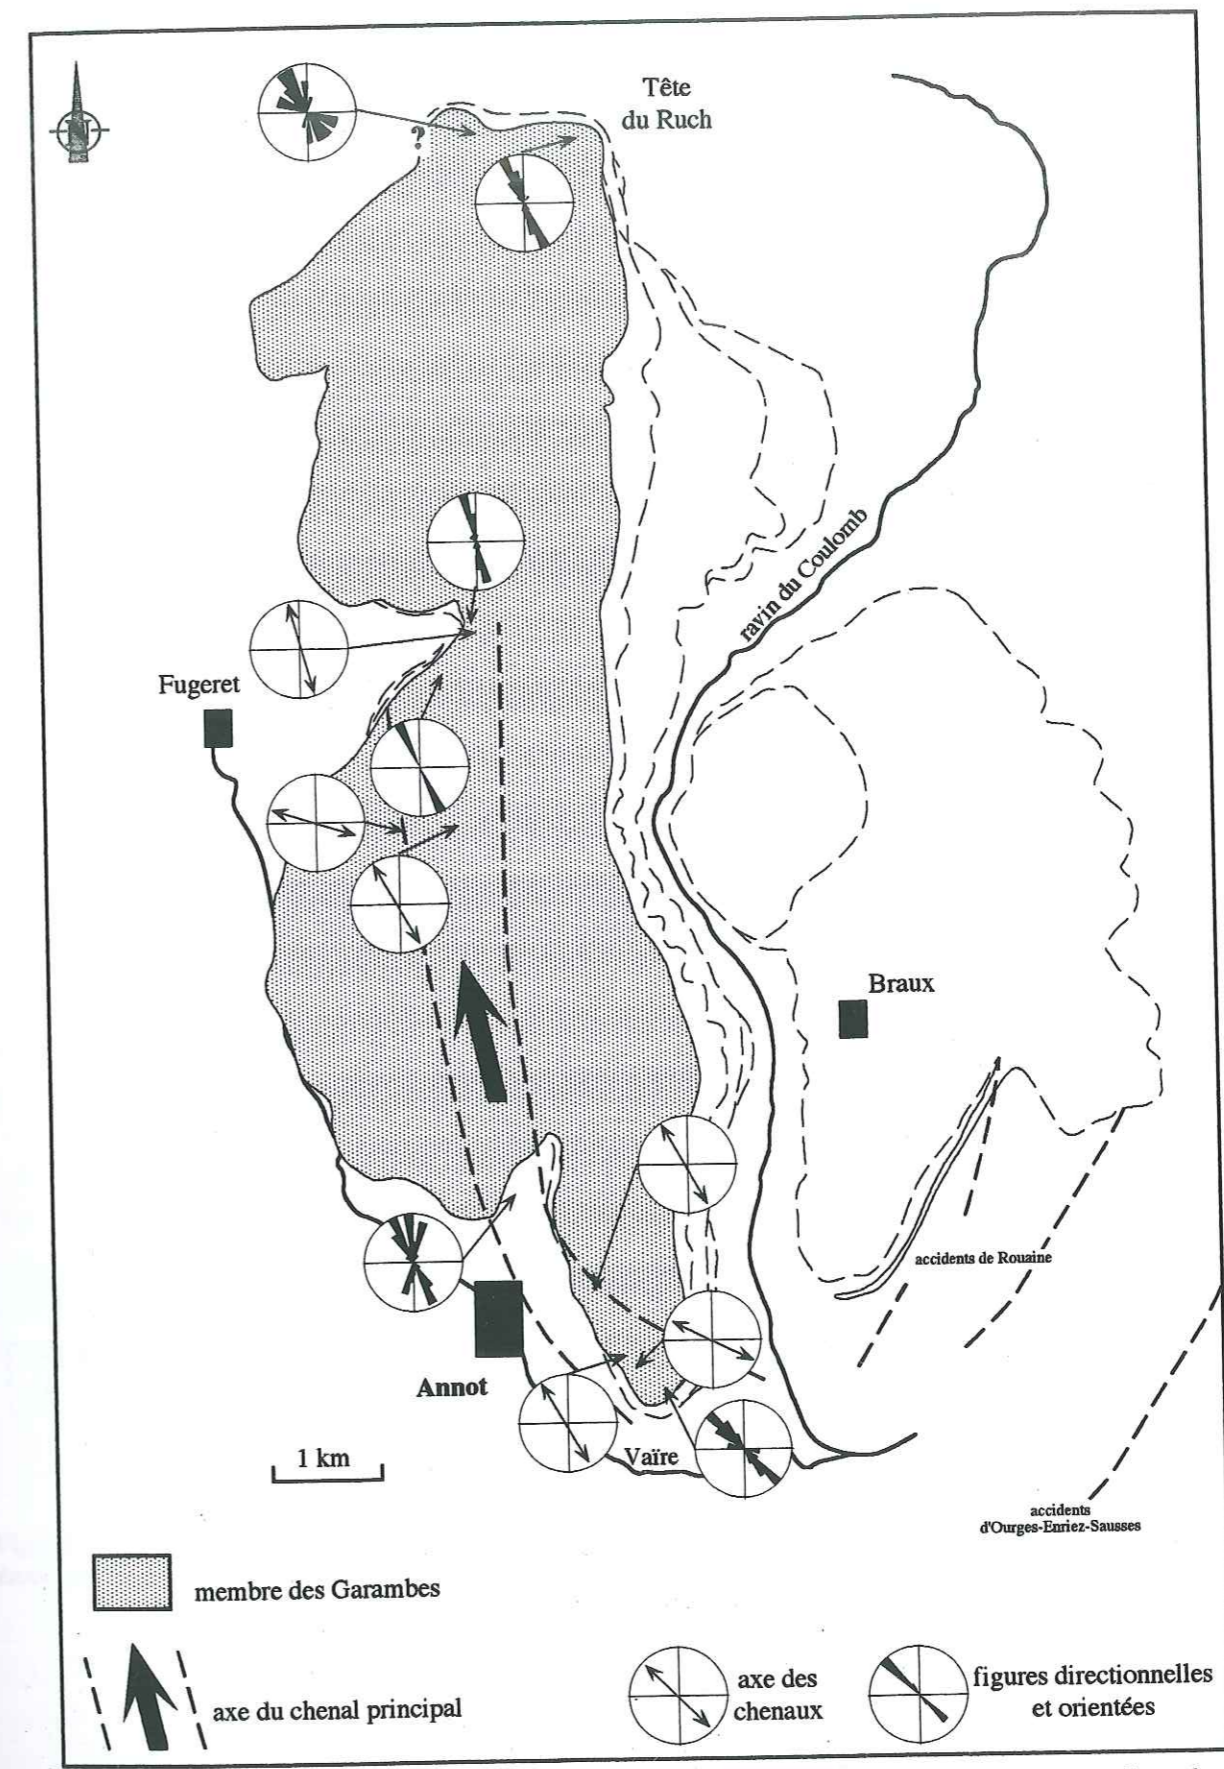 N
Tête
du Ruch
?
ravin du Coulomb
Fugeret
Braux
accidents de Rouaine
Annot
1 km
Vaïre
accidents
d'Ourges-Enriez-Sausses
membre des Garambes
axe du chenal principal
axe des
chenaux
figures directionnelles
et orientées